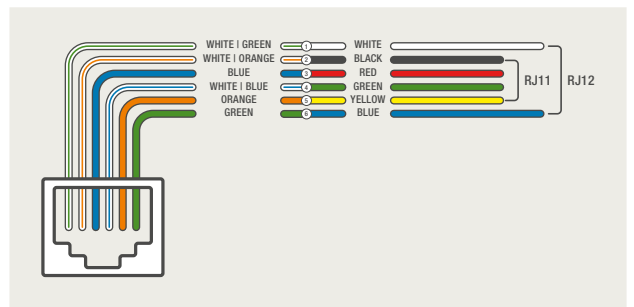 WHITE | GREEN 1 WHITE
WHITE | ORANGE 2 BLACK
BLUE 3 RED
WHITE | BLUE 4 GREEN
ORANGE 5 YELLOW
GREEN 6 BLUE
RJ11 RJ12